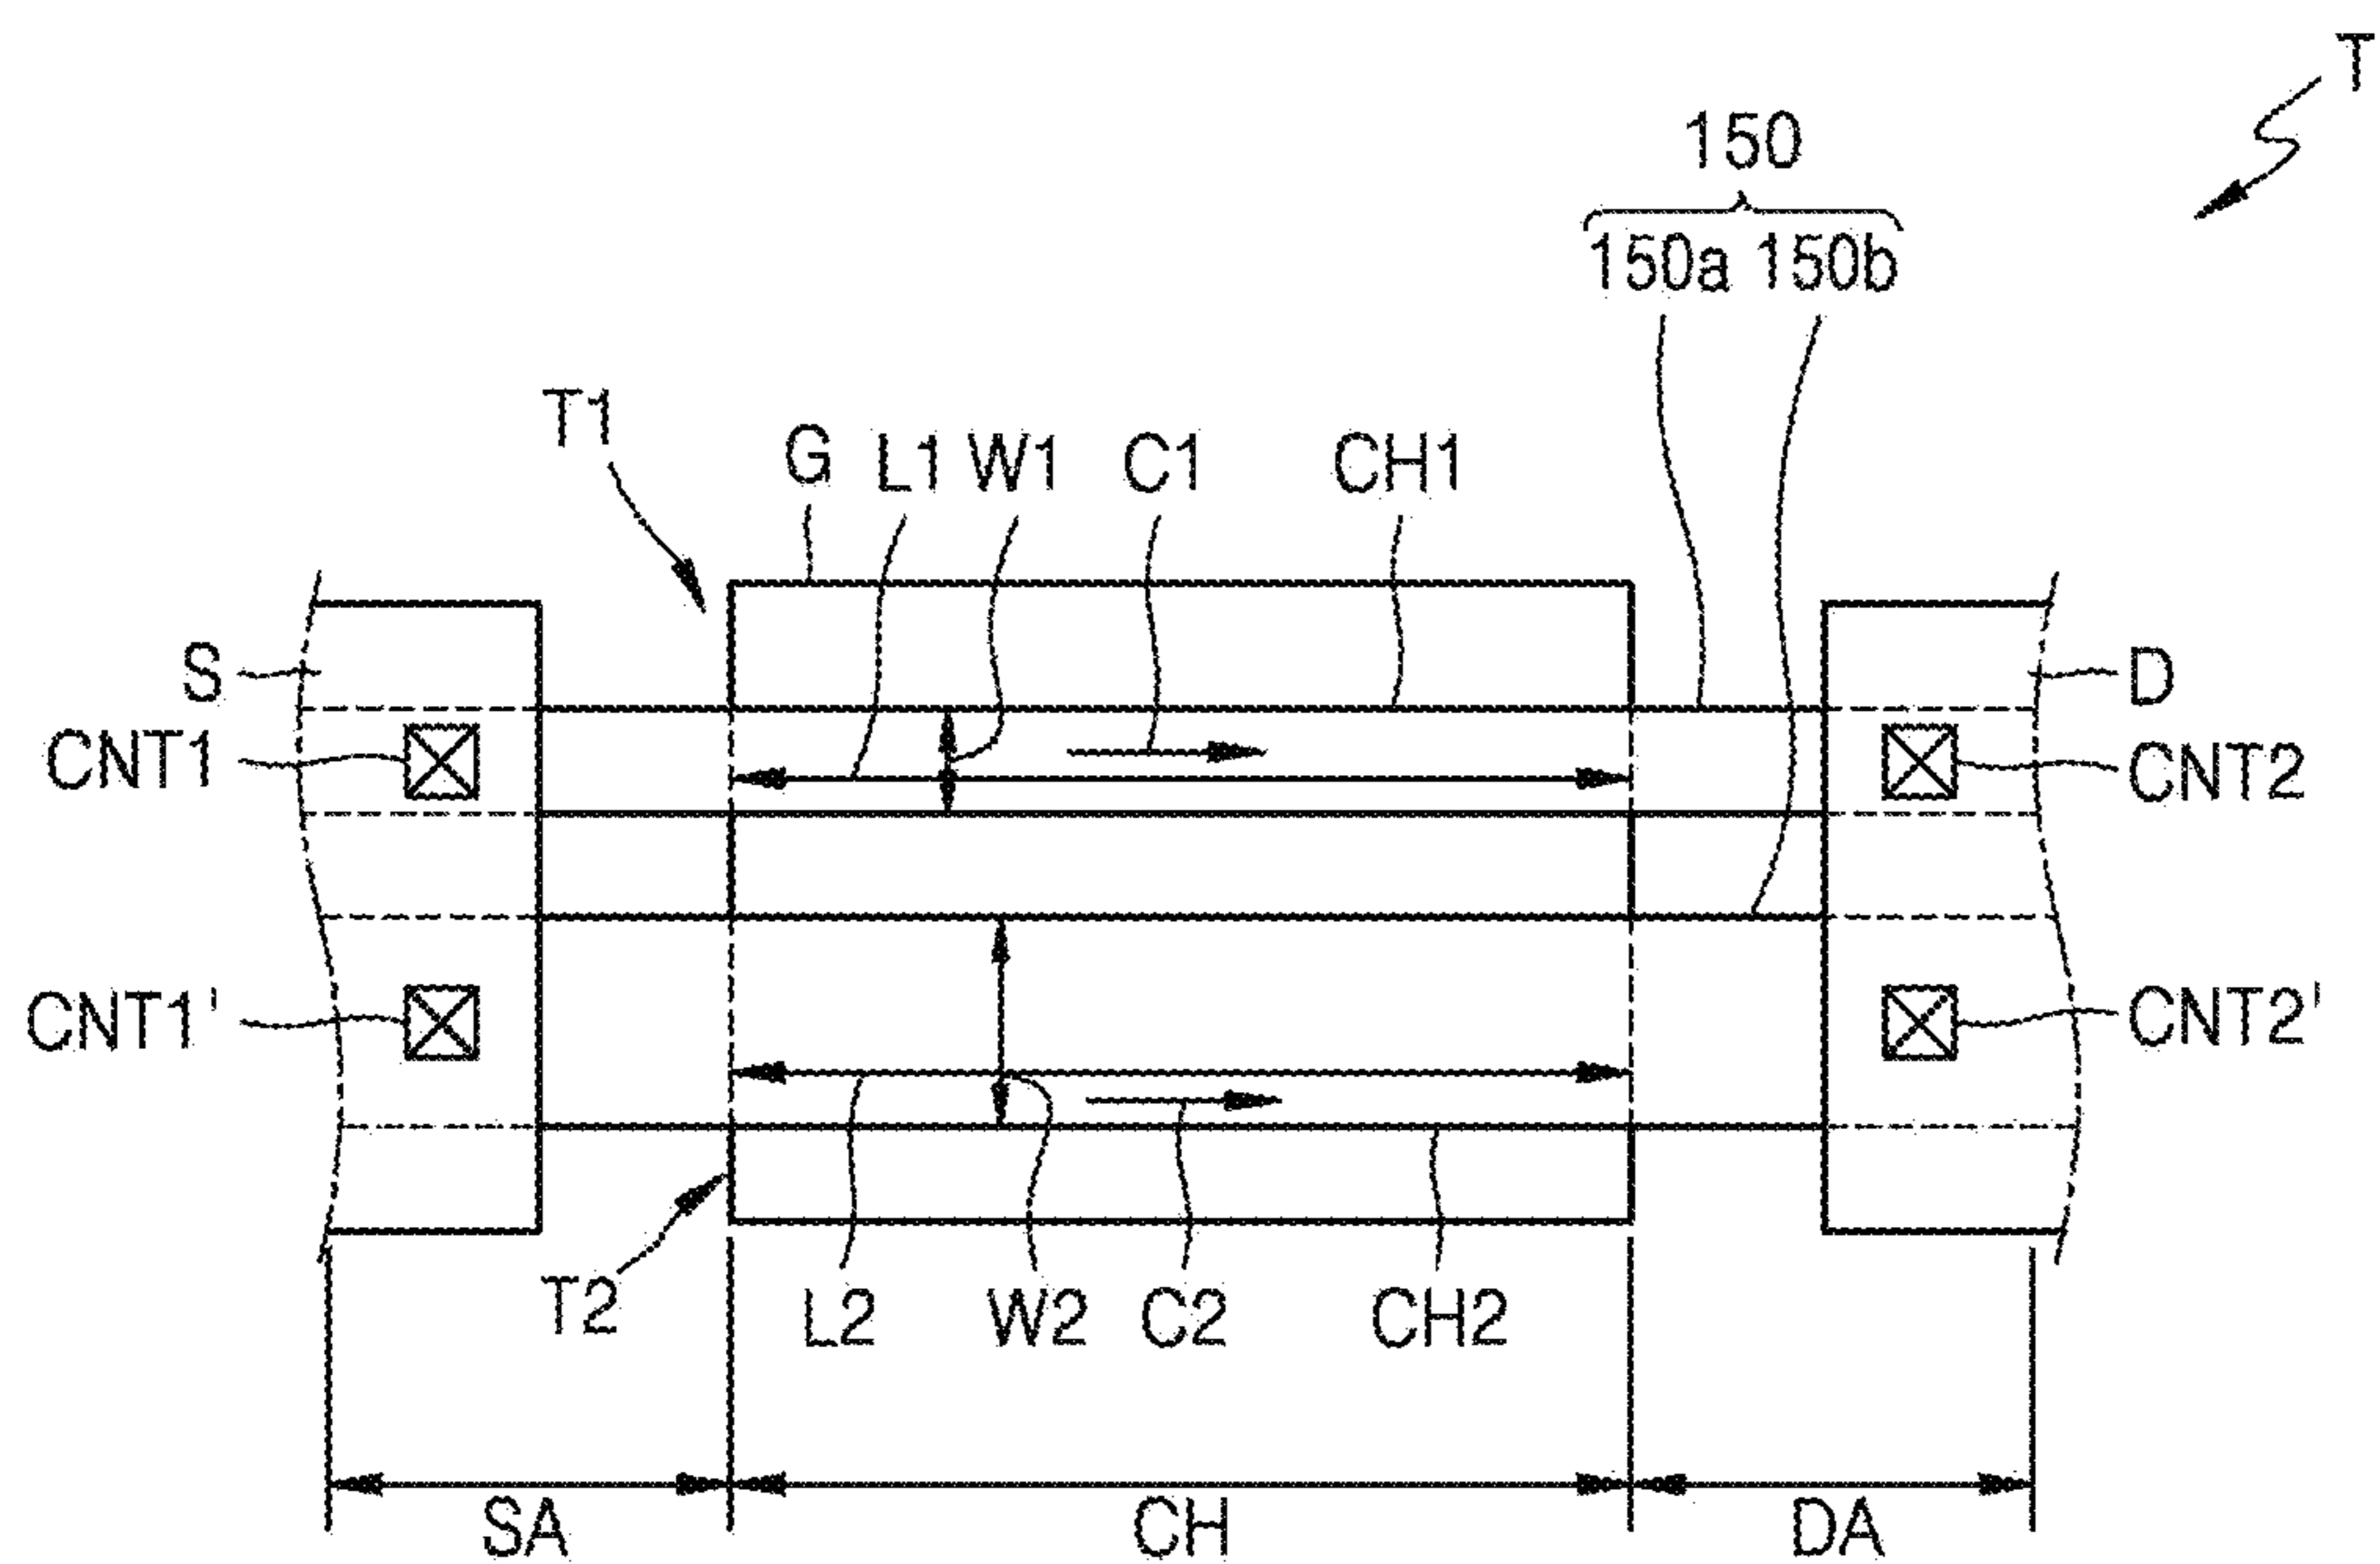 T
150
150a 150b
T1
G L1 W1 C1 CH1
S
D
CNT1
CNT2
CNT1'
CNT2'
T2
L2 W2 C2 CH2
SA CH DA